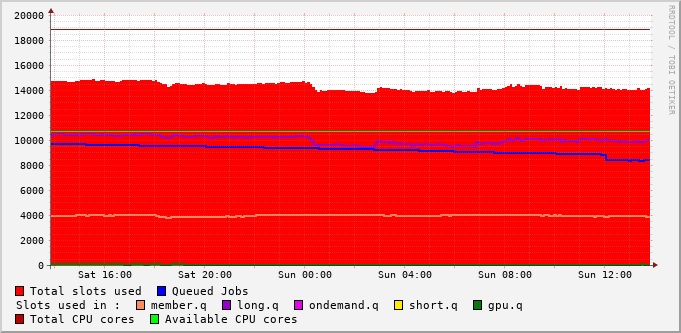 RRDTOOL / TOBI OETIKER
20000
18000
16000
14000
12000
10000
8000
6000
4000
2000
0
Sat 16:00 Sat 20:00 Sun 00:00 Sun 04:00 Sun 08:00 Sun 12:00
Total slots used Queued Jobs
Slots used in : member.q long.q ondemand.q short.q gpu.q
Total CPU cores Available CPU cores